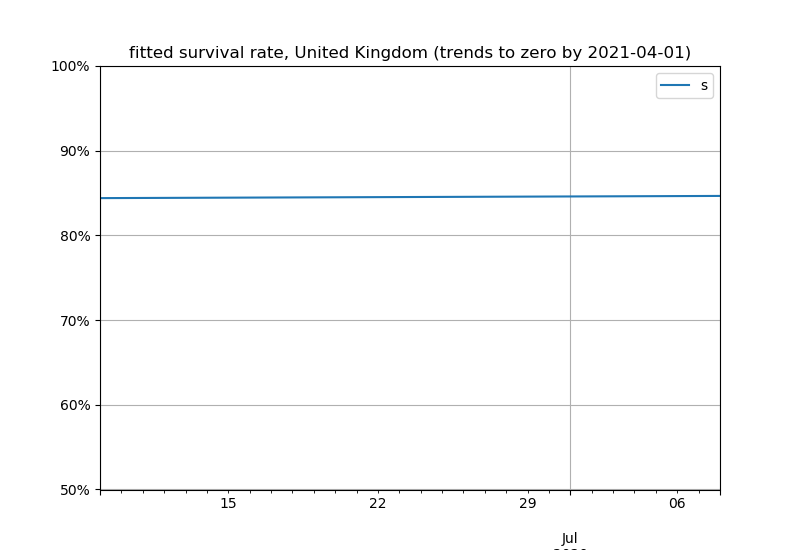 fitted survival rate, United Kingdom (trends to zero by 2021-04-01)
100%
s
90%
80%
70%
60%
50%
15 22 29 06
Jul